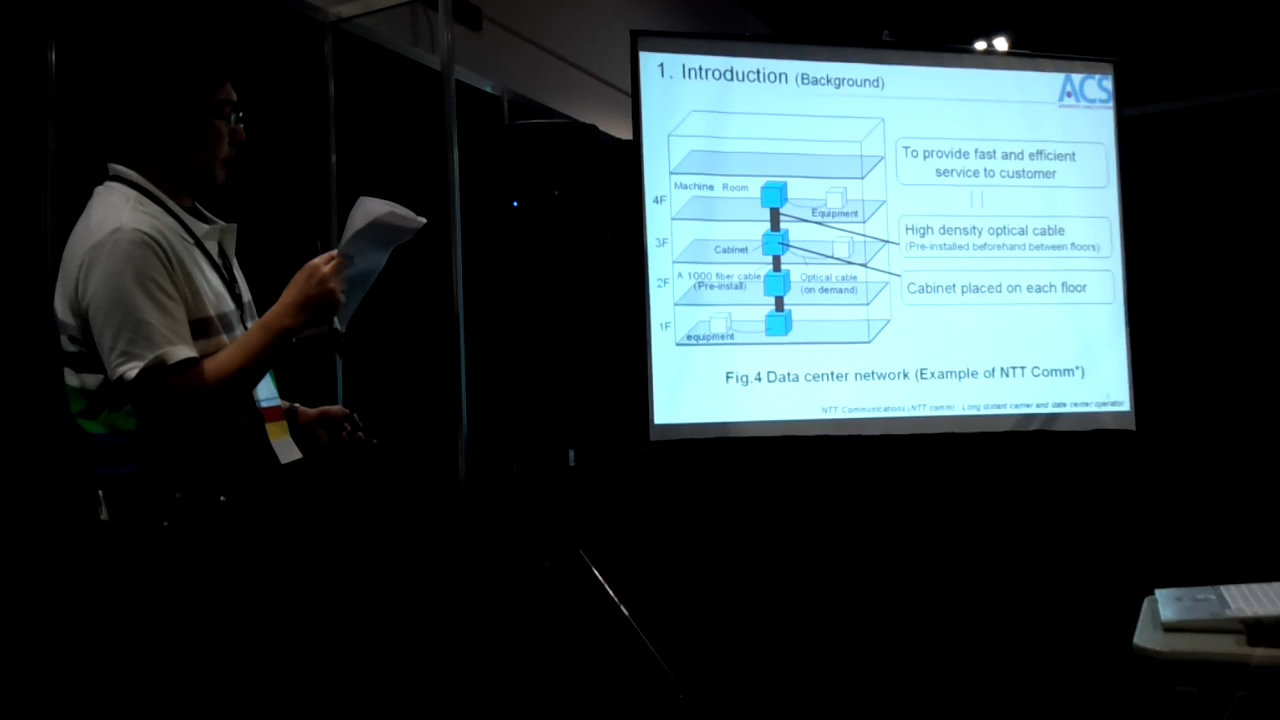 1. Introduction (Background)
ACS
To provide fast and efficient
service to customer
Machine Room
4F
Equipment
High density optical cable
(Pre-installed beforehand between floors)
3F
Cabinet
A 1000 fiber cable
(Pre-install)
Optical cable
(on demand)
2F
Cabinet placed on each floor
1F
equipment
Fig.4 Data center network (Example of NTT Comm*)
*NTT Communications (NTT comm) : Long distant carrier and date center operator